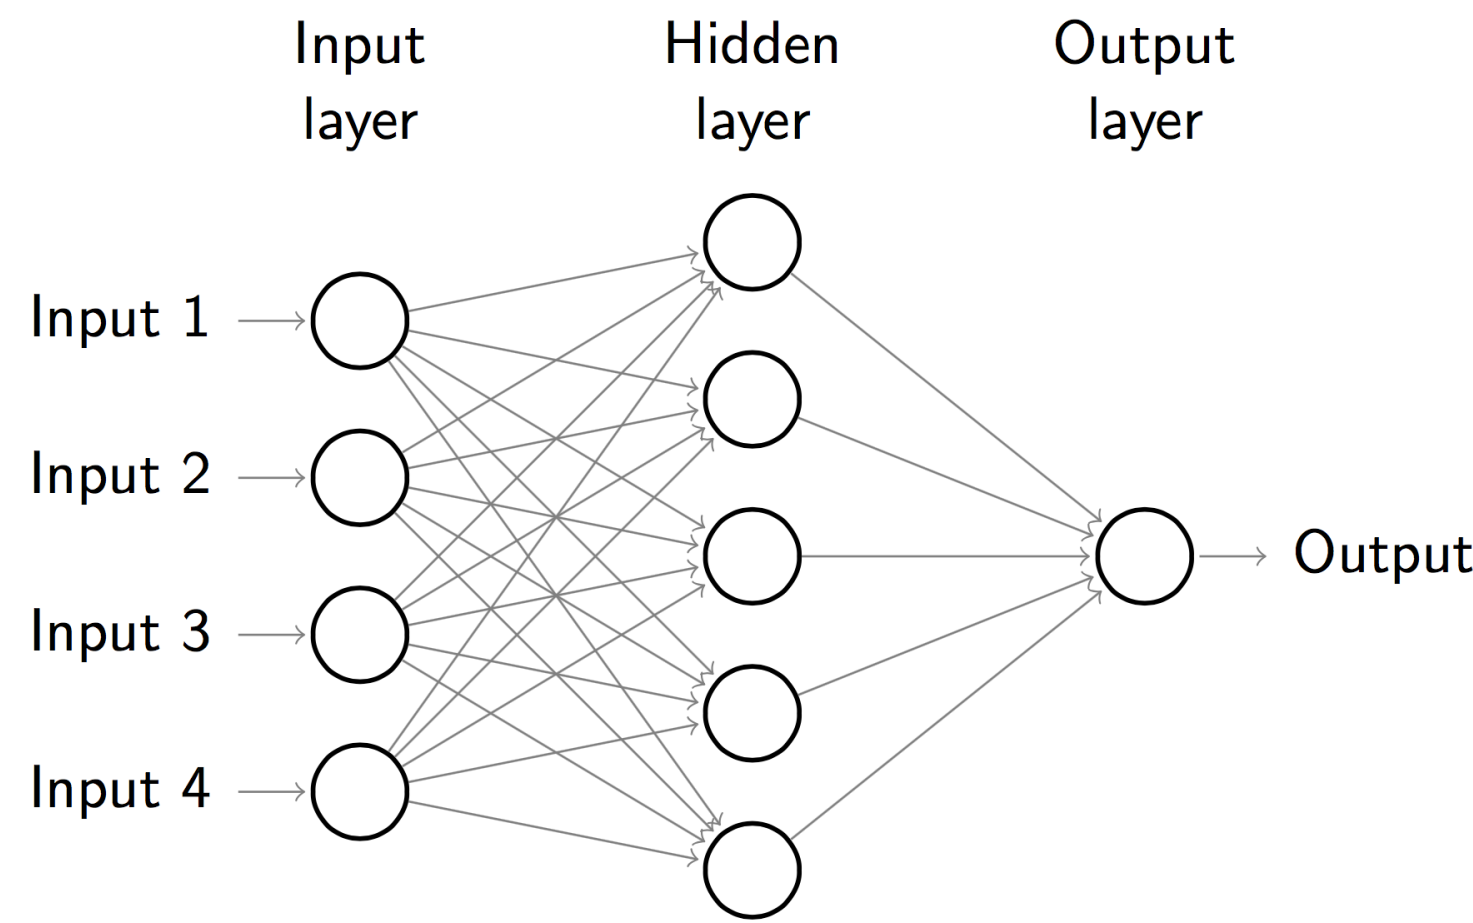 Input
layer
Hidden
layer
Output
layer
Input 1
Input 2
Input 3
Input 4
Output